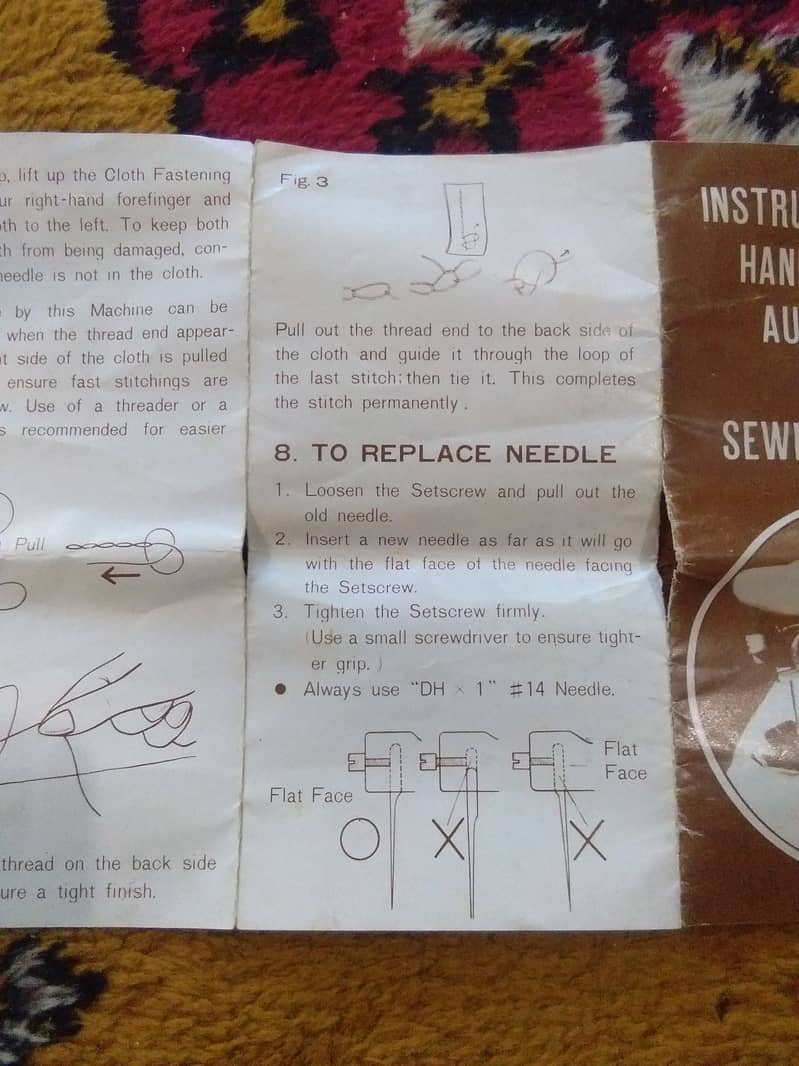 p, lift up the Cloth Fastening
ur right-hand forefinger and
oth to the left. To keep both
th from being damaged, con-
needle is not in the cloth.
by this Machine can be
when the thread end appear-
t side of the cloth is pulled
ensure fast stitchings are
w. Use of a threader or a
s recommended for easier
Pull
thread on the back side
ure a tight finish.
Fig. 3
Pull out the thread end to the back side of
the cloth and guide it through the loop of
the last stitch; then tie it. This completes
the stitch permanently.
8. TO REPLACE NEEDLE
1. Loosen the Setscrew and pull out the
old needle.
2. Insert a new needle as far as it will go
with the flat face of the needle facing
the Setscrew.
3. Tighten the Setscrew firmly.
(Use a small screwdriver to ensure tight-
er grip.)
● Always use "DH × 1" #14 Needle.
Flat Face
Flat
Face
INSTRU
HAN
AU
SEWI